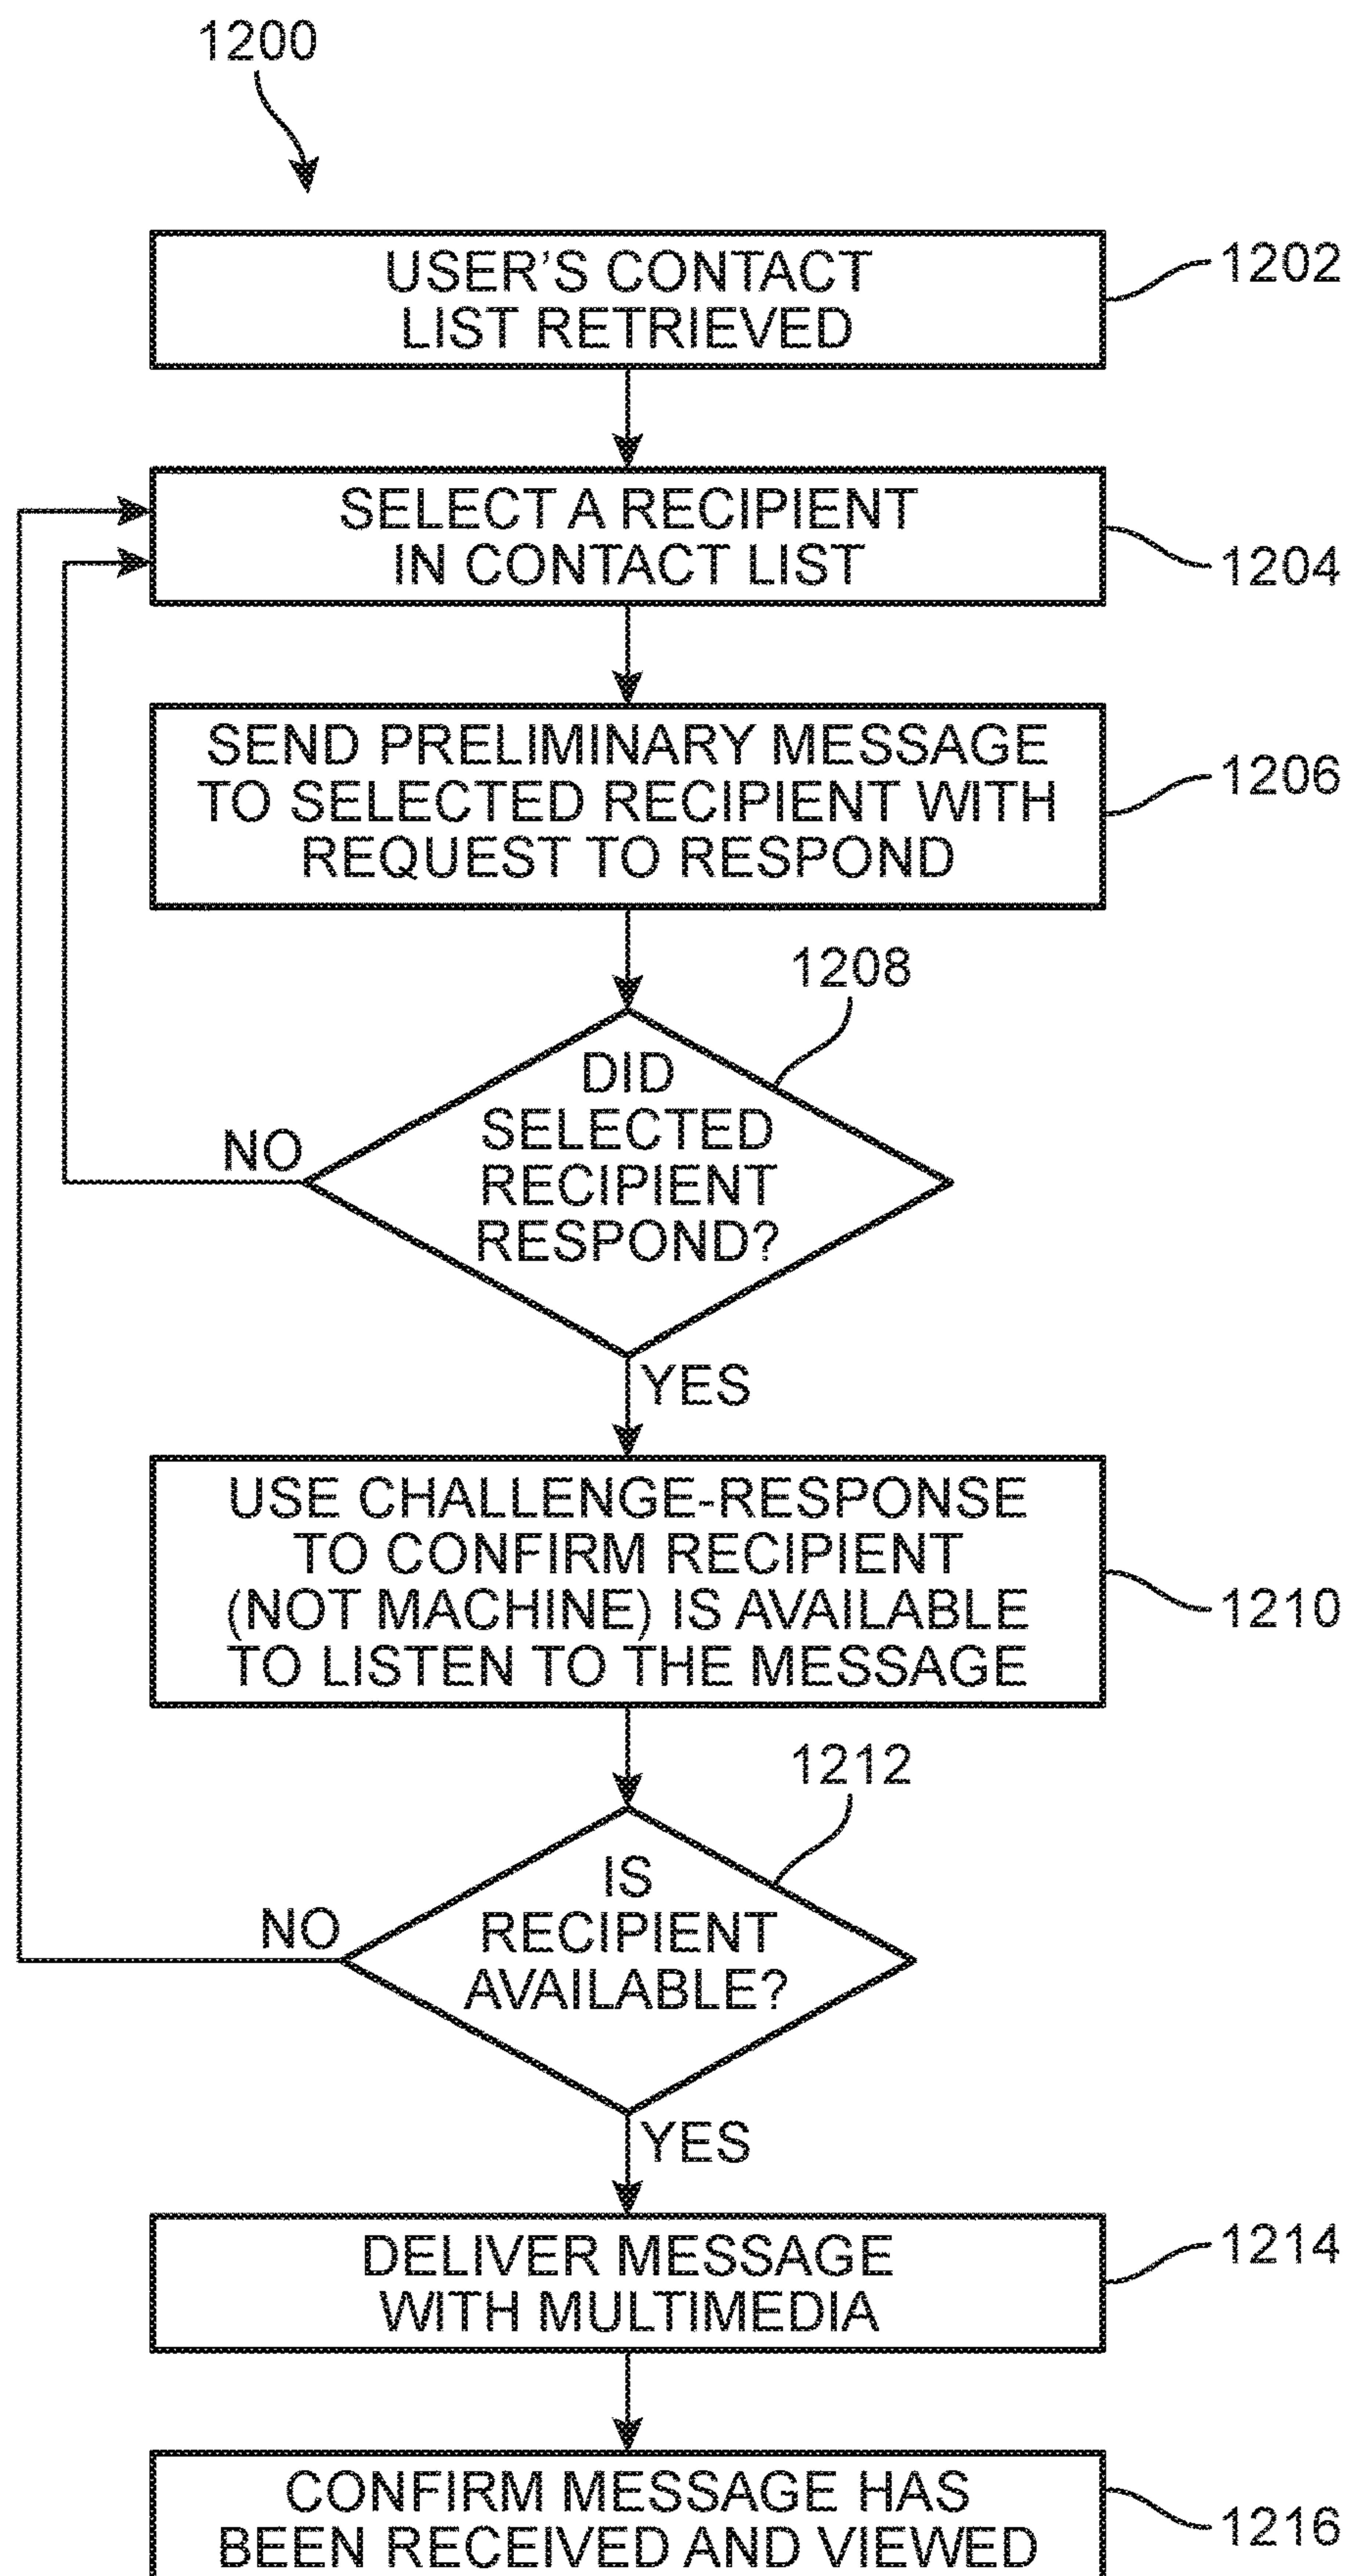 1200
USER'S CONTACT
LIST RETRIEVED
1202
SELECT A RECIPIENT
IN CONTACT LIST
1204
SEND PRELIMINARY MESSAGE
TO SELECTED RECIPIENT WITH
REQUEST TO RESPOND
1206
1208
DID
SELECTED
RECIPIENT
RESPOND?
NO
YES
USE CHALLENGE-RESPONSE
TO CONFIRM RECIPIENT
(NOT MACHINE) IS AVAILABLE
TO LISTEN TO THE MESSAGE
1210
1212
IS
RECIPIENT
AVAILABLE?
NO
YES
DELIVER MESSAGE
WITH MULTIMEDIA
1214
CONFIRM MESSAGE HAS
BEEN RECEIVED AND VIEWED
1216